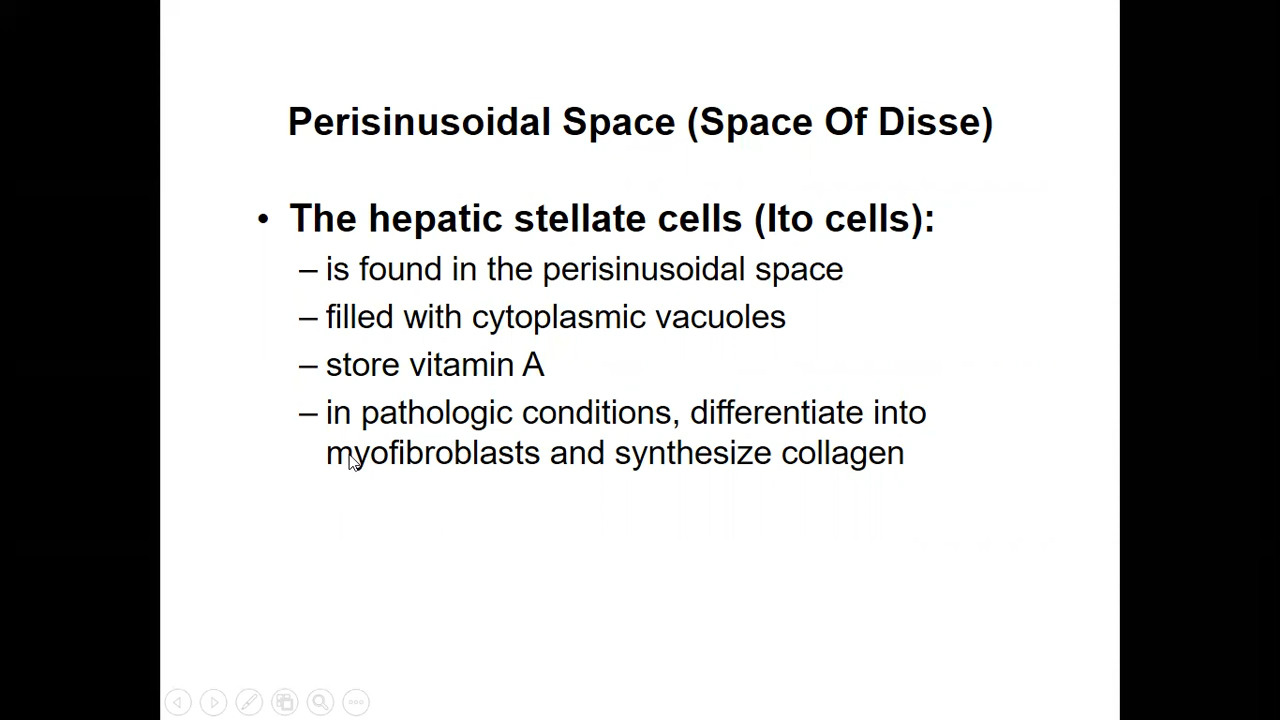 Perisinusoidal Space (Space Of Disse)
• The hepatic stellate cells (Ito cells):
– is found in the perisinusoidal space
– filled with cytoplasmic vacuoles
– store vitamin A
– in pathologic conditions, differentiate into
myofibroblasts and synthesize collagen